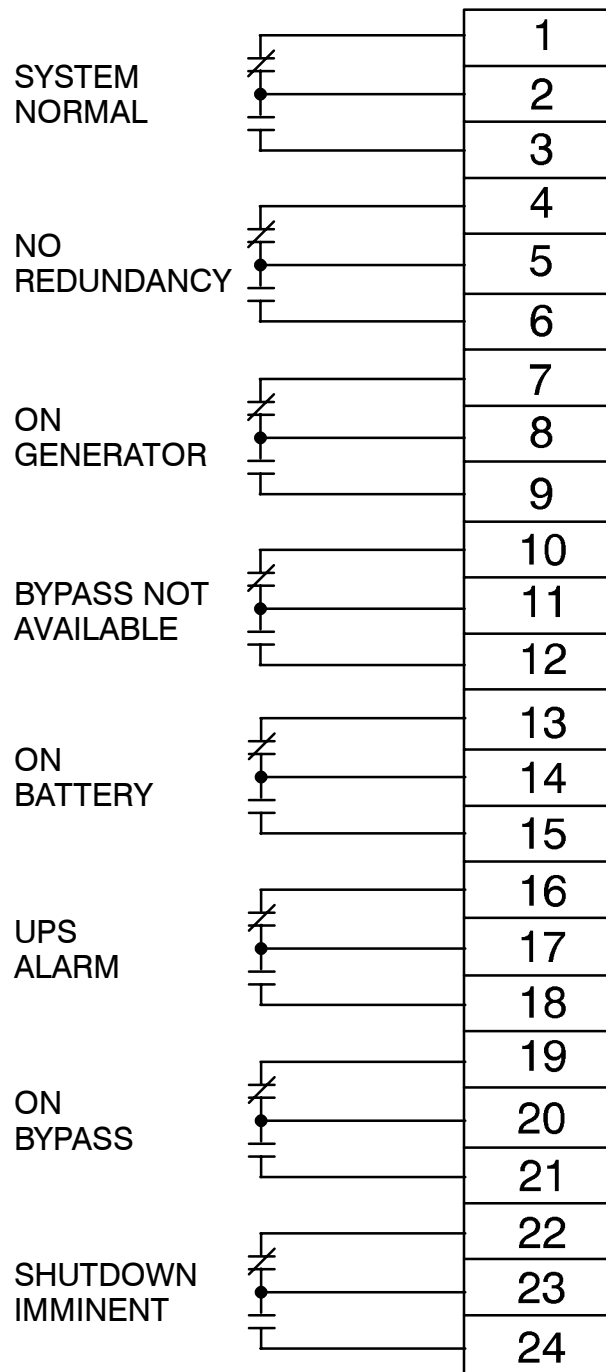 1
SYSTEM
NORMAL
2
3
4
NO
REDUNDANCY
5
6
7
ON
GENERATOR
8
9
10
BYPASS NOT
AVAILABLE
11
12
13
ON
BATTERY
14
15
16
UPS
ALARM
17
18
19
ON
BYPASS
20
21
22
SHUTDOWN
IMMINENT
23
24